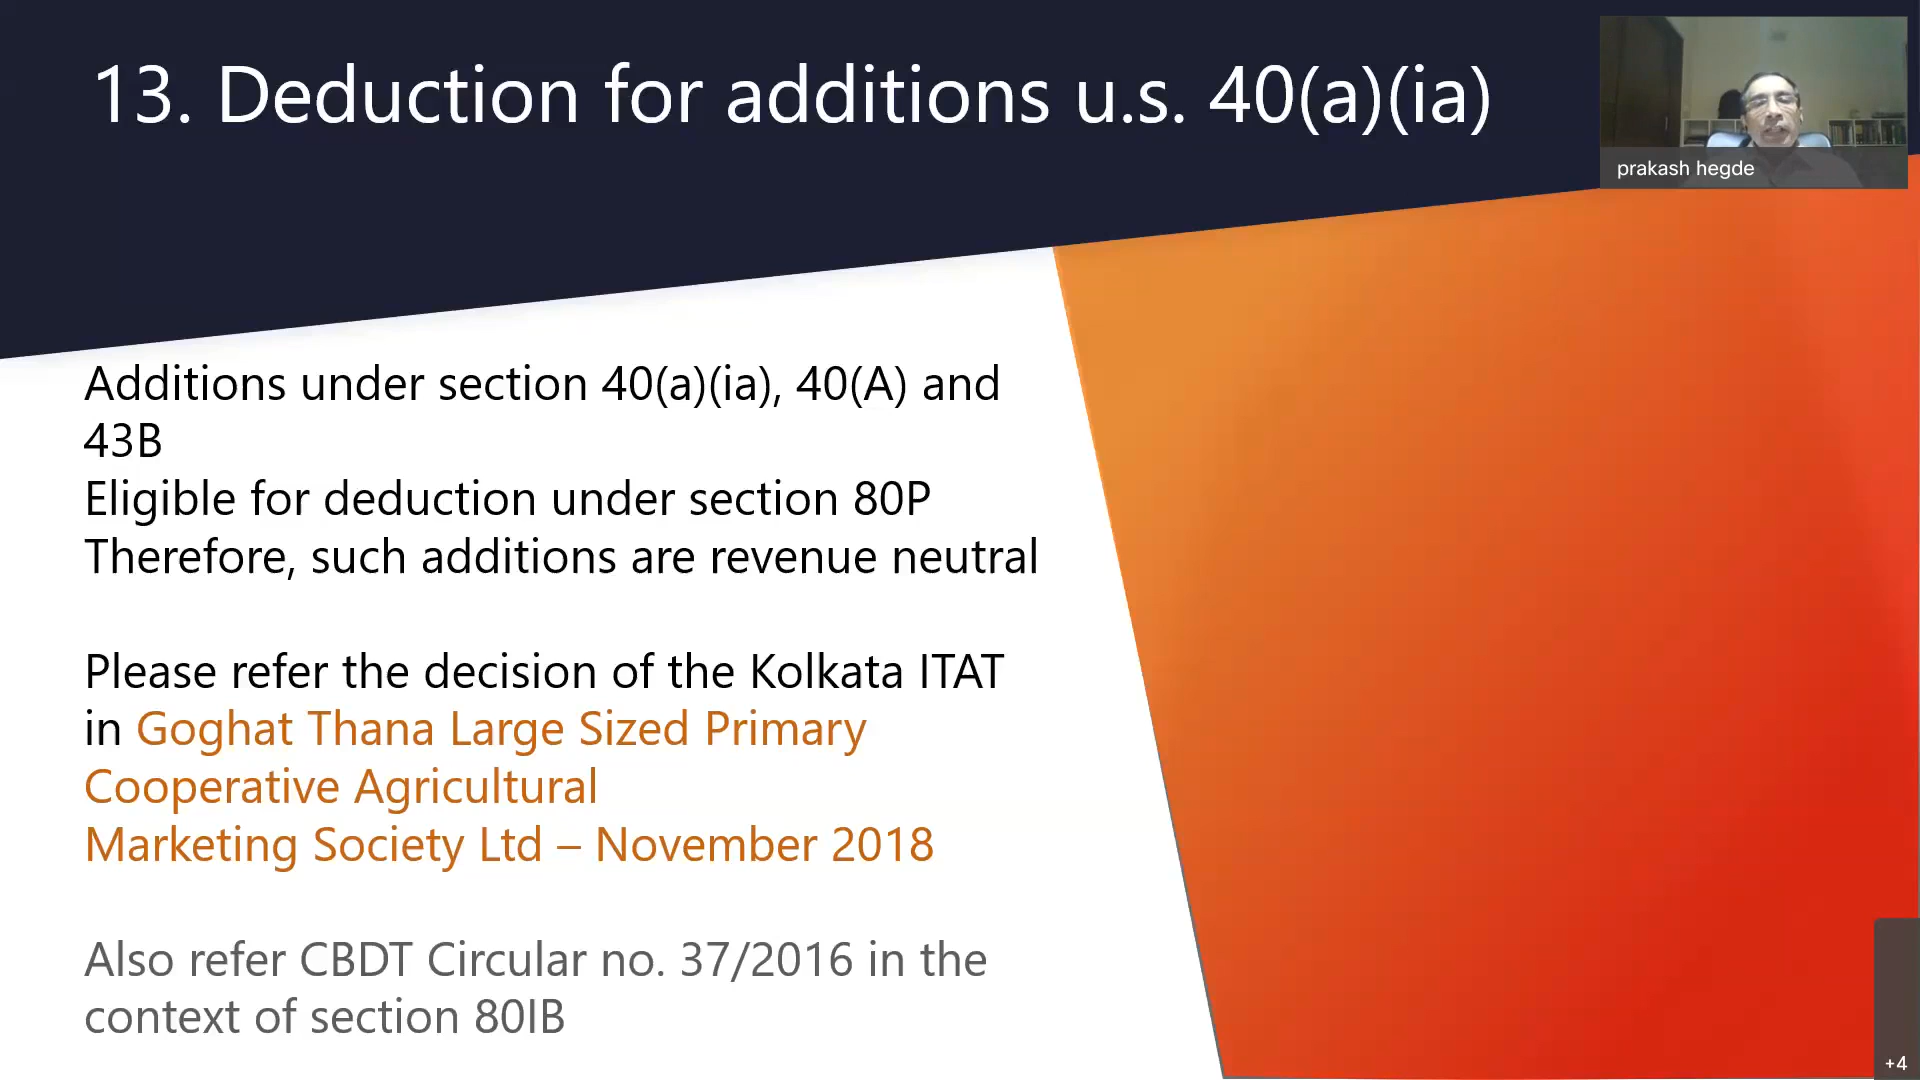 13. Deduction for additions u.s. 40(a)(ia)
prakash hegde
Additions under section 40(a)(ia), 40(A) and
43B
Eligible for deduction under section 80P
Therefore, such additions are revenue neutral
Please refer the decision of the Kolkata ITAT
in Goghat Thana Large Sized Primary
Cooperative Agricultural
Marketing Society Ltd – November 2018
Also refer CBDT Circular no. 37/2016 in the
context of section 80IB
+4